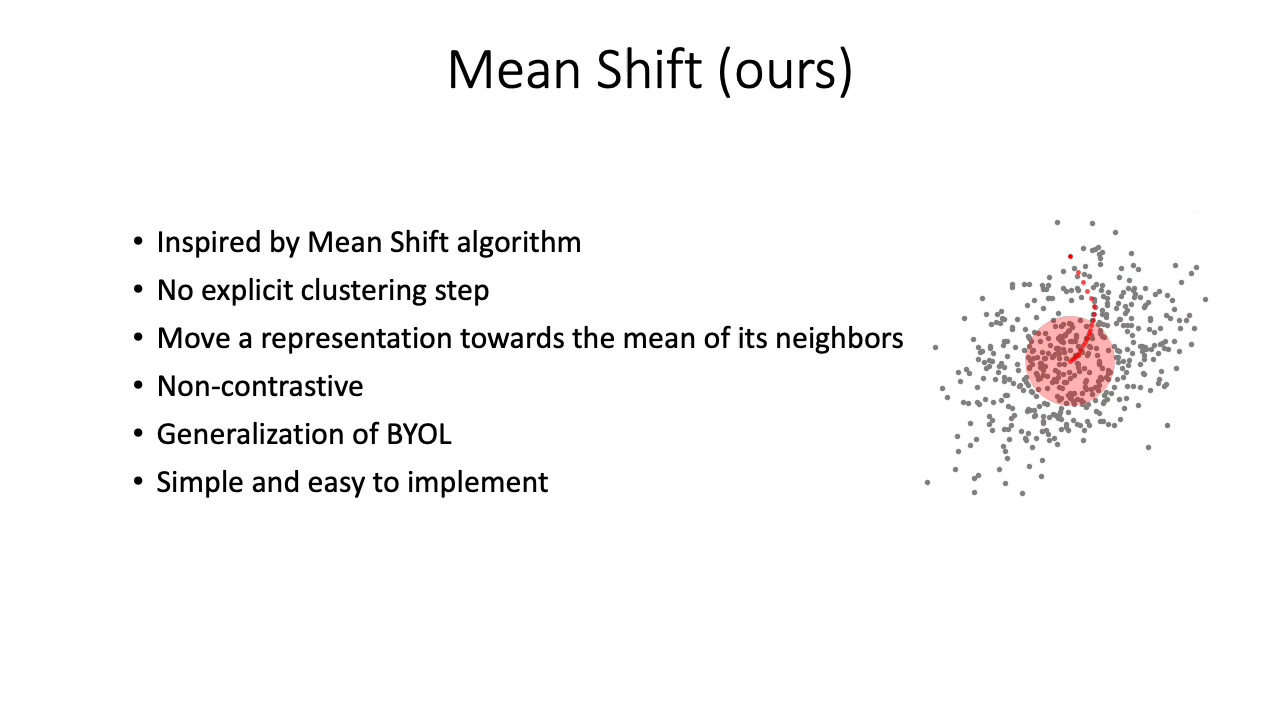 Mean Shift (ours)
• Inspired by Mean Shift algorithm
• No explicit clustering step
• Move a representation towards the mean of its neighbors
• Non-contrastive
• Generalization of BYOL
• Simple and easy to implement